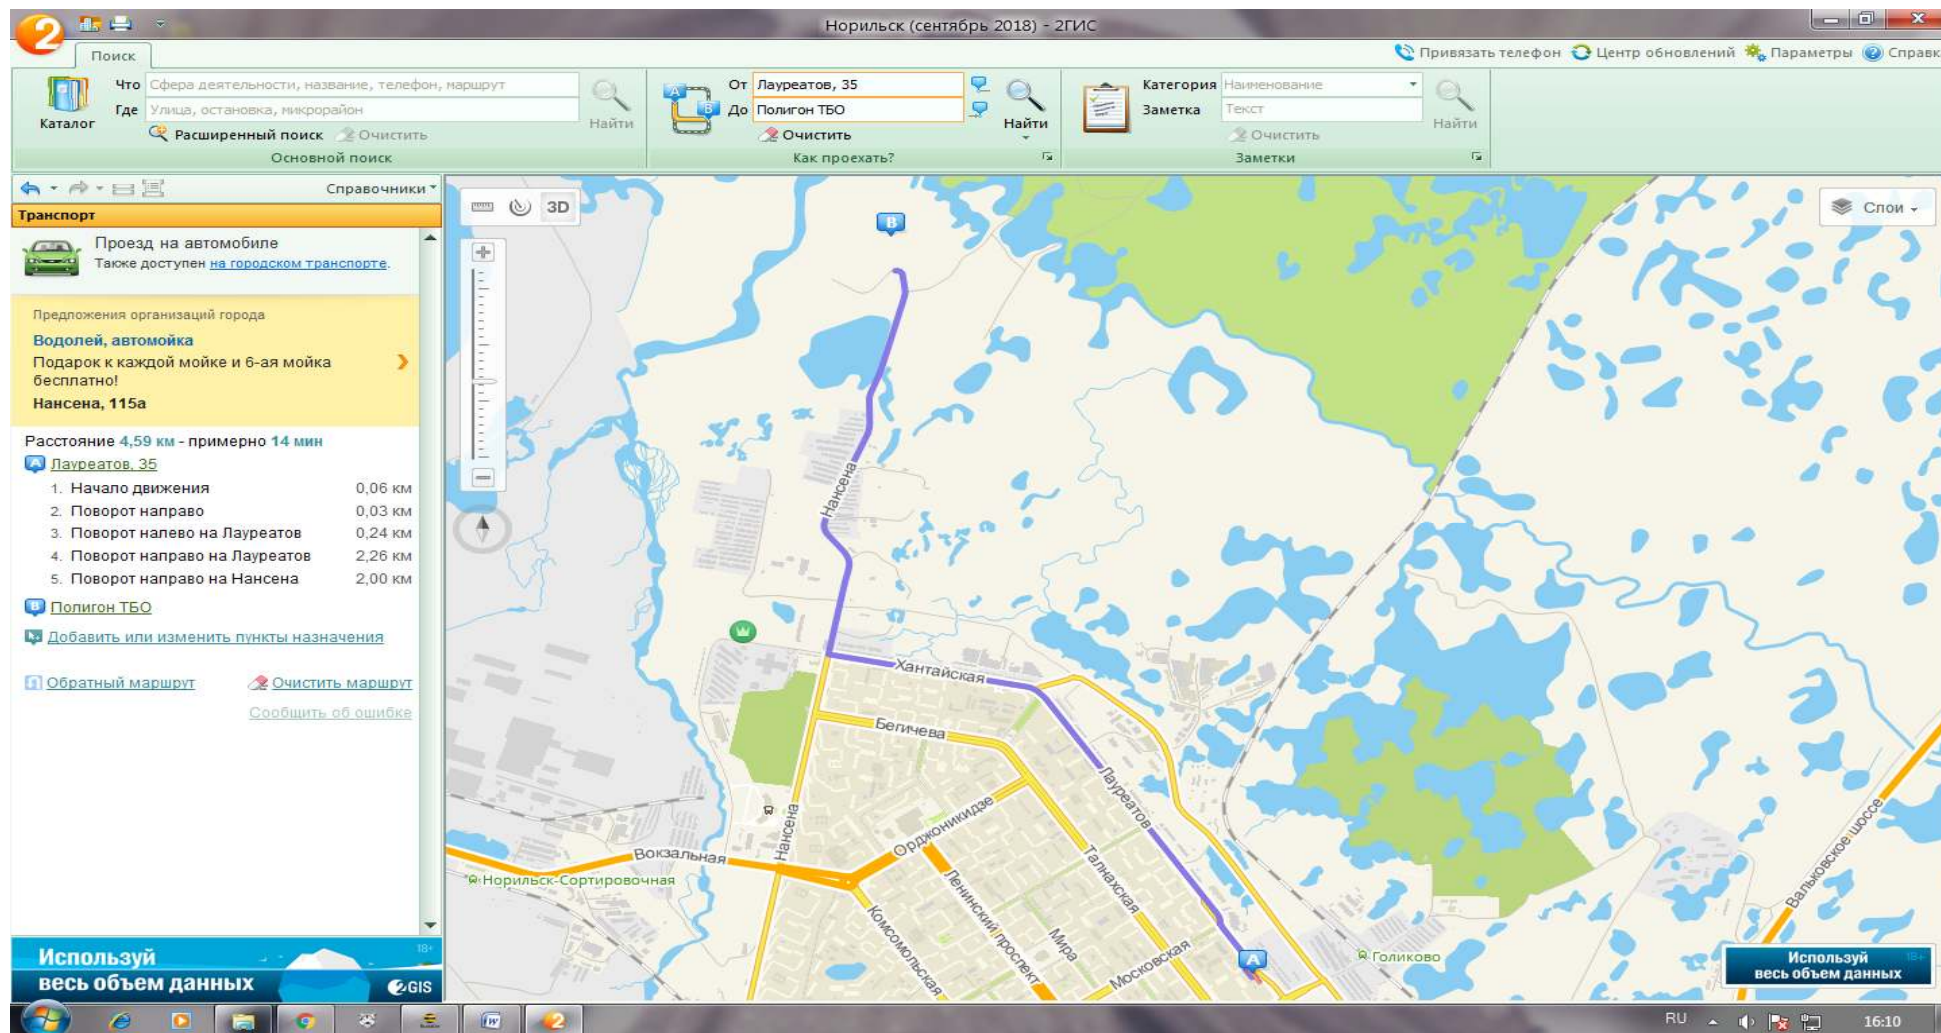 Норильск (сентябрь 2018) - 2ГИС
Поиск
Привязать телефон
Центр обновлений
Параметры
Справк
Каталог
Что Сфера деятельности, название, телефон, маршрут
Где Улица, остановка, микрорайон
Найти
Расширенный поиск
Очистить
Основной поиск
От Лауреатов, 35
До Полигон ТБО
Найти
Очистить
Как проехать?
Категория Наименование
Заметка Текст
Найти
Очистить
Заметки
Справочники
Транспорт
Проезд на автомобиле
Также доступен на городском транспорте.
Предложения организаций города
Водолей, автомойка
Подарок к каждой мойке и 6-ая мойка
бесплатно!
Нансена, 115а
Расстояние 4,59 км - примерно 14 мин
A Лауреатов, 35
1. Начало движения 0,06 км
2. Поворот направо 0,03 км
3. Поворот налево на Лауреатов 0,24 км
4. Поворот направо на Лауреатов 2,26 км
5. Поворот направо на Нансена 2,00 км
B Полигон ТБО
Добавить или изменить пункты назначения
Обратный маршрут
Очистить маршрут
Сообщить об ошибке
Используй
весь объем данных
18+
2GIS
3D
Слои
B
Нансена
Хантайская
Бегичева
Лауреатов
Нансена
Орджоникидзе
Вокзальная
Норильск-Сортировочная
Талнахская
Ленинский проспект
Комсомольская
Мира
Московская
A
Голиково
Вальковское шоссе
Используй
весь объем данных
18+
RU
16:10